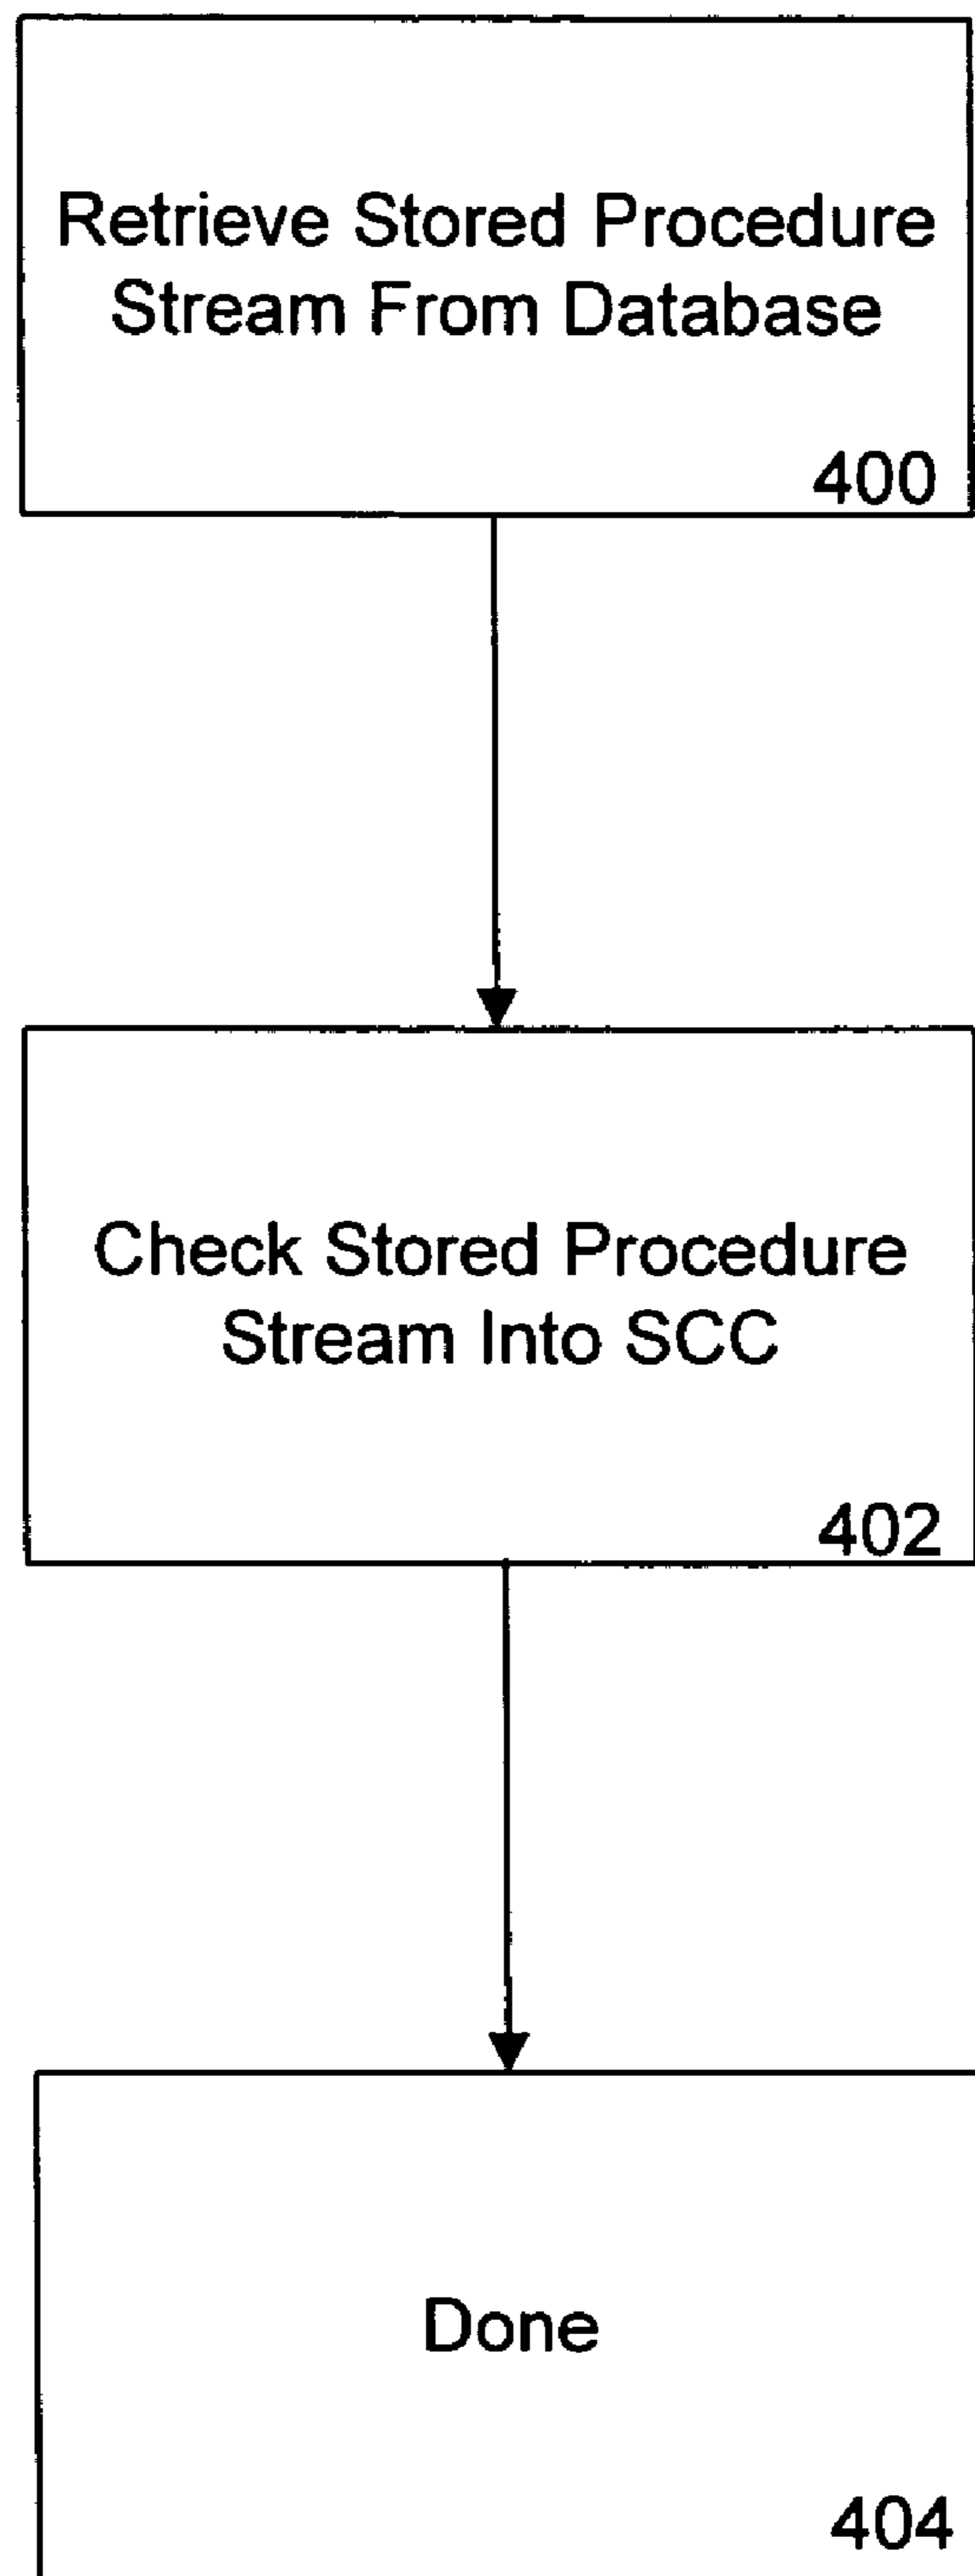 Retrieve Stored Procedure
Stream From Database
400
Check Stored Procedure
Stream Into SCC
402
Done
404